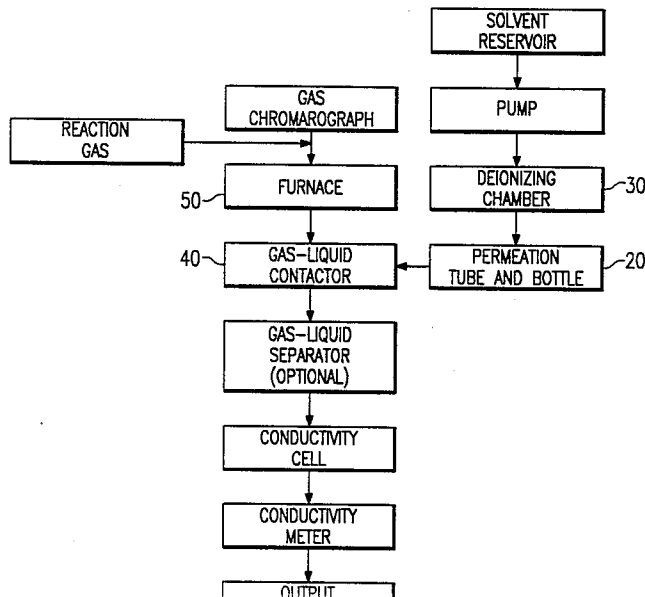 SOLVENT
RESERVOIR
GAS
CHROMAROGRAPH
PUMP
REACTION
GAS
50
FURNACE
DEIONIZING
CHAMBER
30
40
GAS-LIQUID
CONTACTOR
PERMEATION
TUBE AND BOTTLE
20
GAS-LIQUID
SEPARATOR
(OPTIONAL)
CONDUCTIVITY
CELL
CONDUCTIVITY
METER
OUTPUT